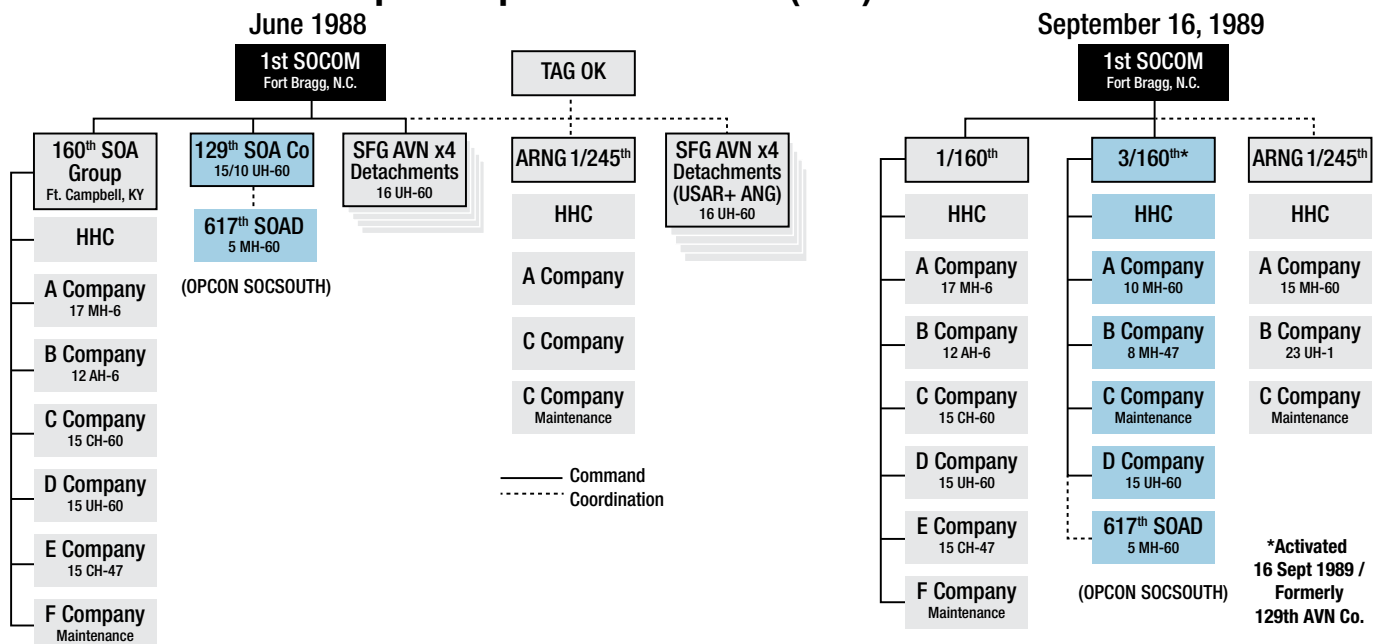 June 1988
1st SOCOM
Fort Bragg, N.C.
TAG OK
160th SOA
Group
Ft. Campbell, KY
HHC
A Company
17 MH-6
B Company
12 AH-6
C Company
15 CH-60
D Company
15 UH-60
E Company
15 CH-47
F Company
Maintenance
129th SOA Co
15/10 UH-60
617th SOAD
5 MH-60
(OPCON SOCSOUTH)
SFG AVN x4
Detachments
16 UH-60
ARNG 1/245th
HHC
A Company
C Company
C Company
Maintenance
SFG AVN x4
Detachments
(USAR+ ANG)
16 UH-60
Command
Coordination
September 16, 1989
1st SOCOM
Fort Bragg, N.C.
1/160th
HHC
A Company
17 MH-6
B Company
12 AH-6
C Company
15 CH-60
D Company
15 UH-60
E Company
15 CH-47
F Company
Maintenance
3/160th*
HHC
A Company
10 MH-60
B Company
8 MH-47
C Company
Maintenance
D Company
15 UH-60
617th SOAD
5 MH-60
(OPCON SOCSOUTH)
ARNG 1/245th
HHC
A Company
15 MH-60
B Company
23 UH-1
C Company
Maintenance
*Activated
16 Sept 1989 /
Formerly
129th AVN Co.